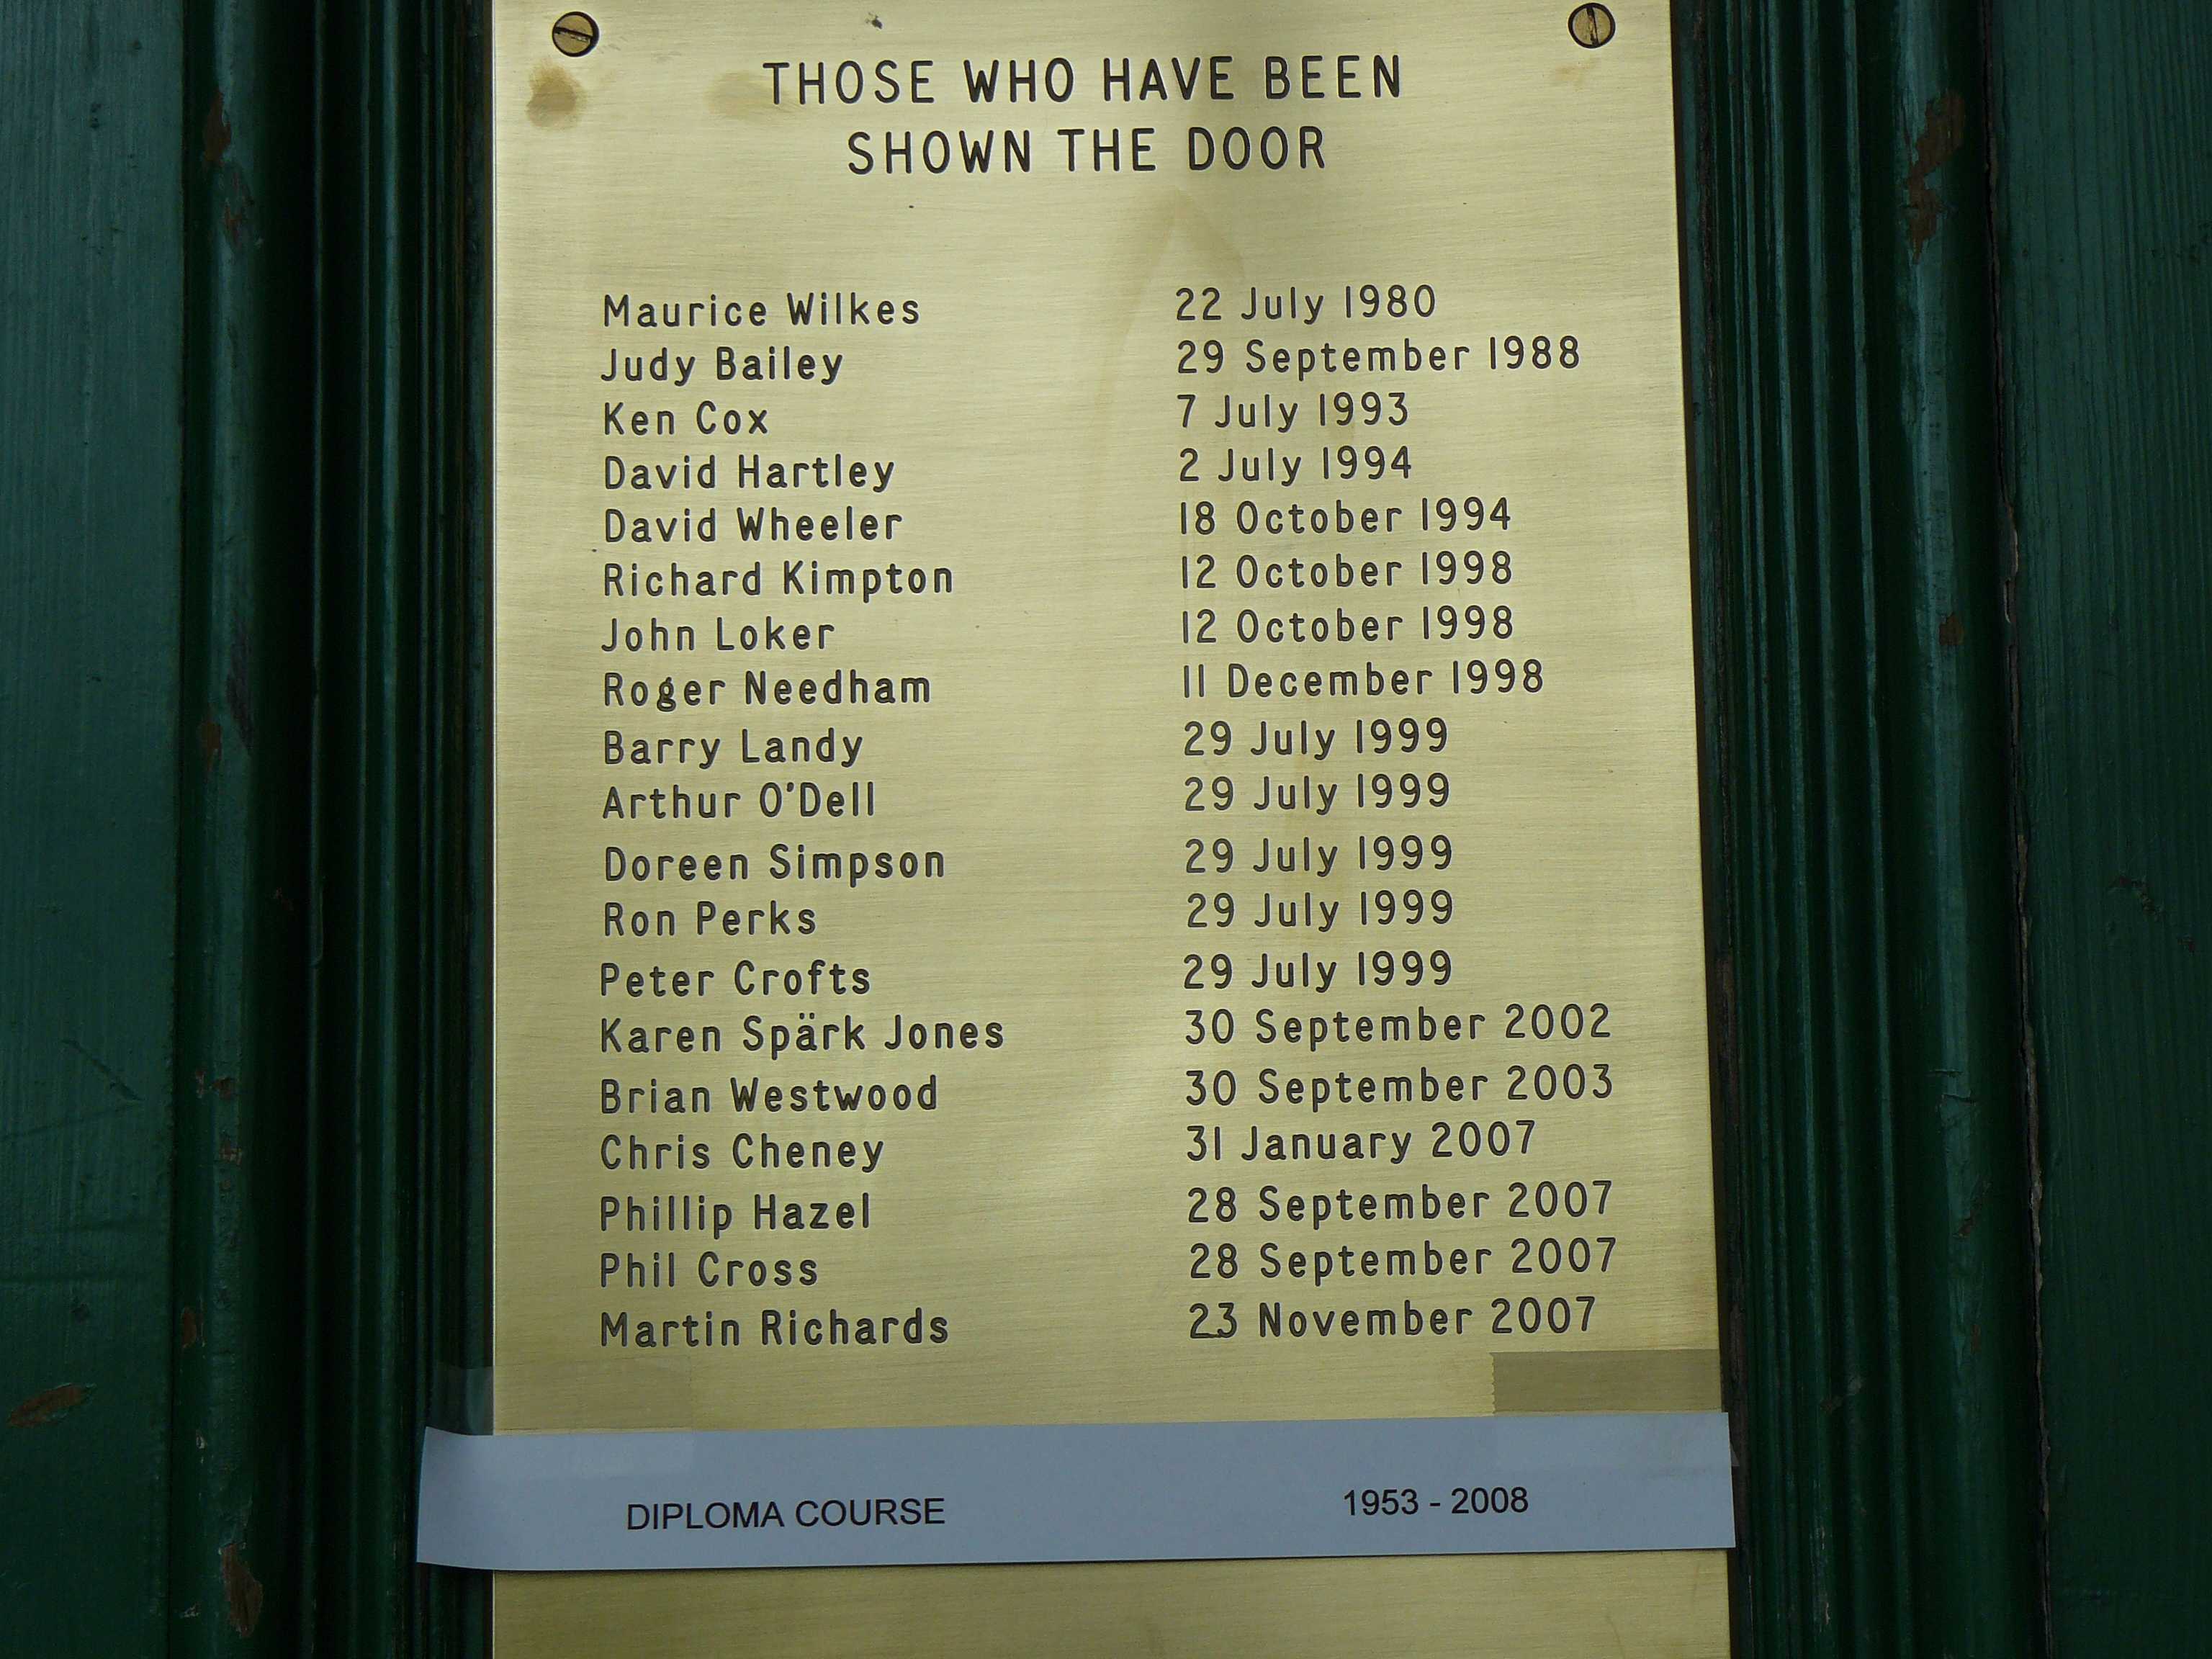 THOSE WHO HAVE BEEN
SHOWN THE DOOR
Maurice Wilkes 22 July 1980
Judy Bailey 29 September 1988
Ken Cox 7 July 1993
David Hartley 2 July 1994
David Wheeler 18 October 1994
Richard Kimpton 12 October 1998
John Loker 12 October 1998
Roger Needham 11 December 1998
Barry Landy 29 July 1999
Arthur O'Dell 29 July 1999
Doreen Simpson 29 July 1999
Ron Perks 29 July 1999
Peter Crofts 29 July 1999
Karen Spärk Jones 30 September 2002
Brian Westwood 30 September 2003
Chris Cheney 31 January 2007
Phillip Hazel 28 September 2007
Phil Cross 28 September 2007
Martin Richards 23 November 2007
DIPLOMA COURSE 1953 - 2008